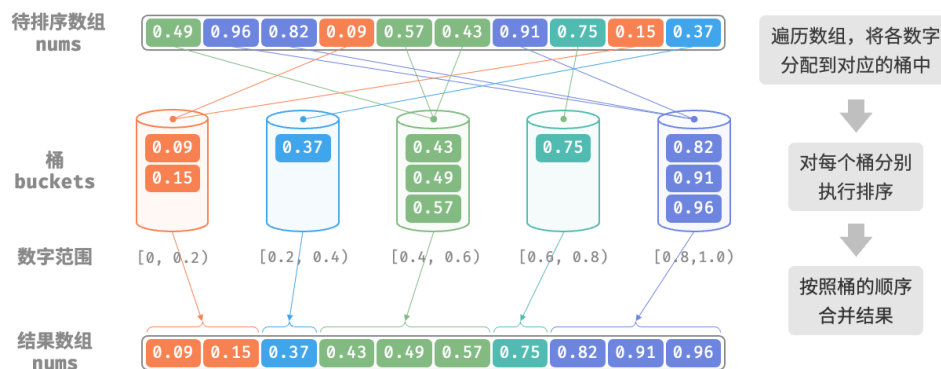 待排序数组
nums
0.49 0.96 0.82 0.09 0.57 0.43 0.91 0.75 0.15 0.37
遍历数组，将各数字
分配到对应的桶中
桶
buckets
0.09 0.37 0.43 0.75 0.82
0.15 0.49 0.91
0.57 0.96
对每个桶分别
执行排序
数字范围
[0, 0.2) [0.2, 0.4) [0.4, 0.6) [0.6, 0.8) [0.8,1.0)
按照桶的顺序
合并结果
结果数组
nums
0.09 0.15 0.37 0.43 0.49 0.57 0.75 0.82 0.91 0.96